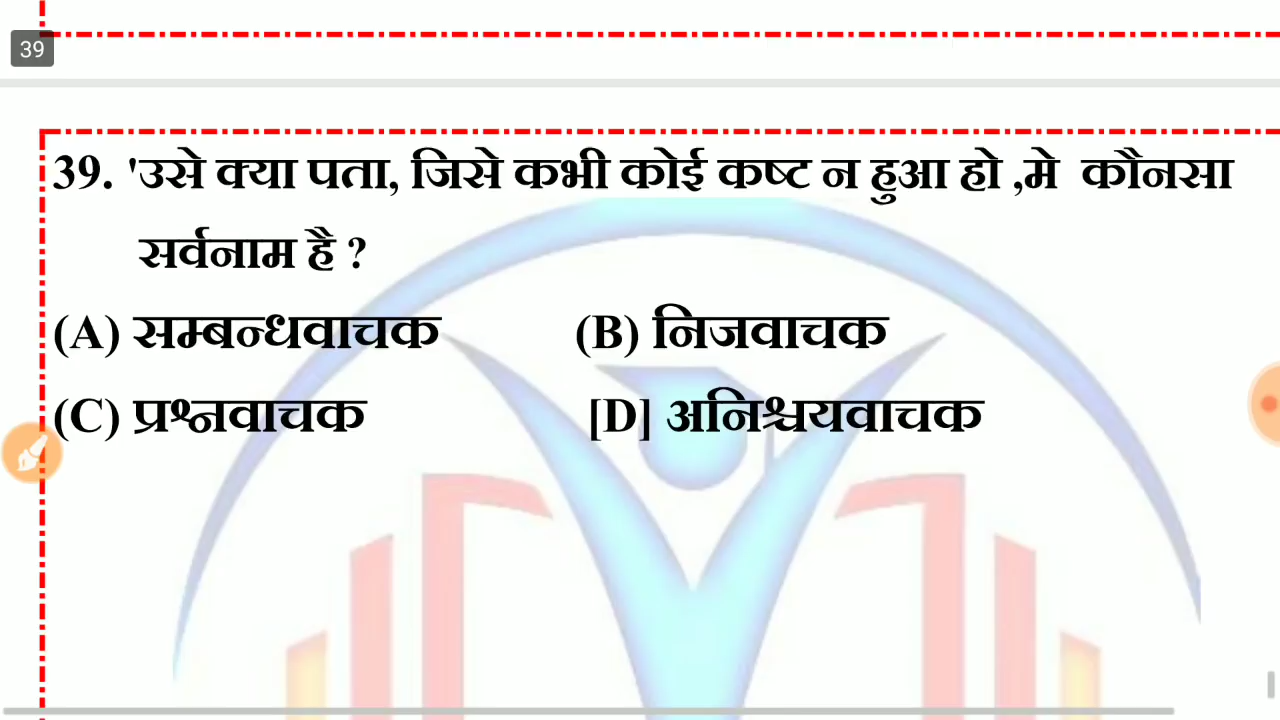 39
39. 'उसे क्या पता, जिसे कभी कोई कष्ट न हुआ हो ,मे कौनसा
सर्वनाम है ?
(A) सम्बन्धवाचक (B) निजवाचक
(C) प्रश्नवाचक [D] अनिश्चयवाचक